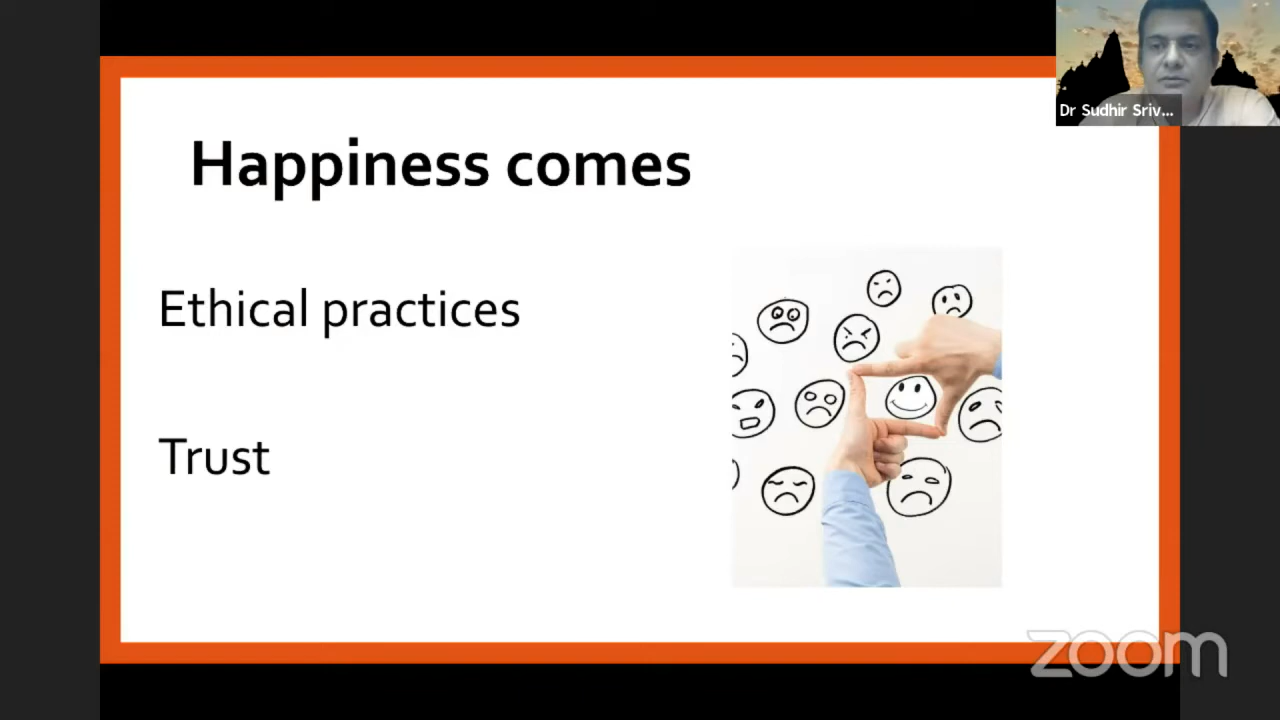 Dr Sudhir Sriv...
Happiness comes
Ethical practices
Trust
zoom